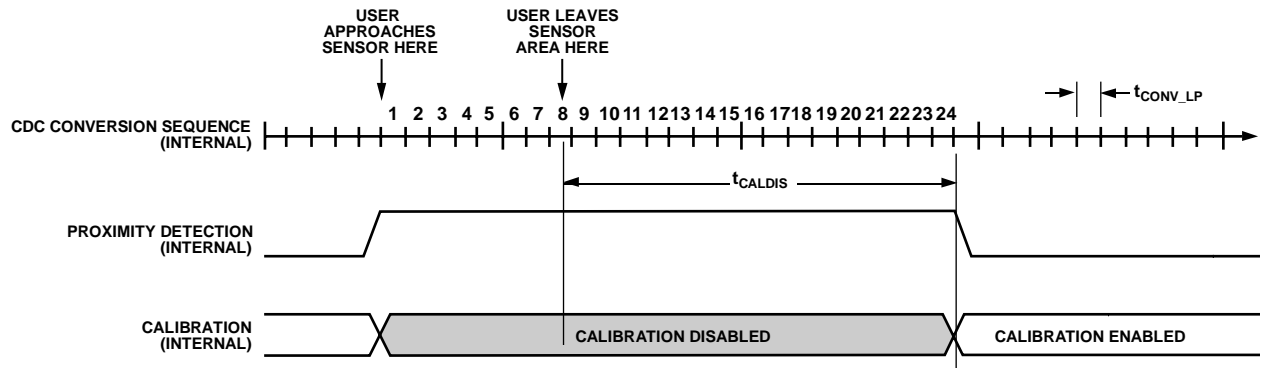 USER
APPROACHES
SENSOR HERE
USER LEAVES
SENSOR
AREA HERE
tCONV_LP
1 2 3 4 5 6 7 8 9 10 11 12 13 14 15 16 17 18 19 20 21 22 23 24
CDC CONVERSION SEQUENCE
(INTERNAL)
tCALDIS
PROXIMITY DETECTION
(INTERNAL)
CALIBRATION
(INTERNAL)
CALIBRATION DISABLED
CALIBRATION ENABLED